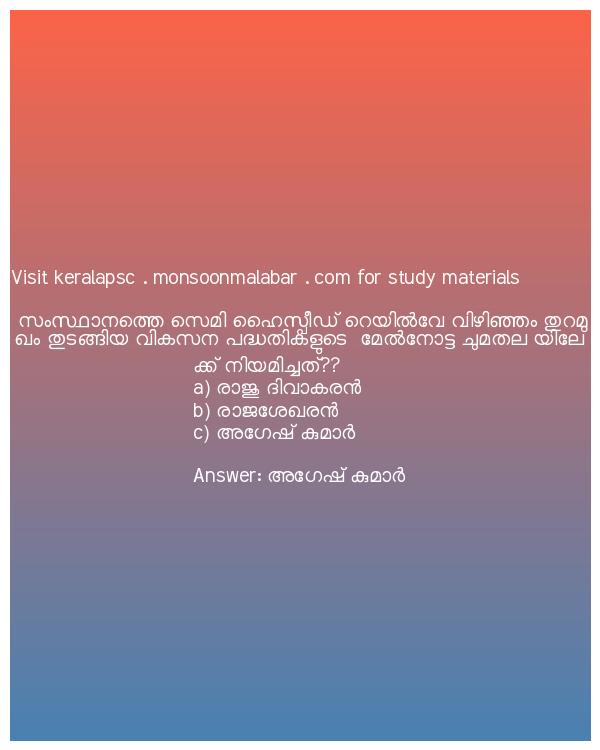 Visit keralapsc . monsoonmalabar . com for study materials
സംസ്ഥാനത്തെ സെമി ഹൈസ്പീഡ് റെയിൽവേ വിഴിഞ്ഞം തുറമു
ഖം തുടങ്ങിയ വികസന പദ്ധതികളുടെ മേൽനോട്ട ചുമതല യിലേ
ക്ക് നിയമിച്ചത്??
a) രാജു ദിവാകരൻ
b) രാജശേഖരൻ
c) അഗേഷ് കുമാർ
Answer: അഗേഷ് കുമാർ